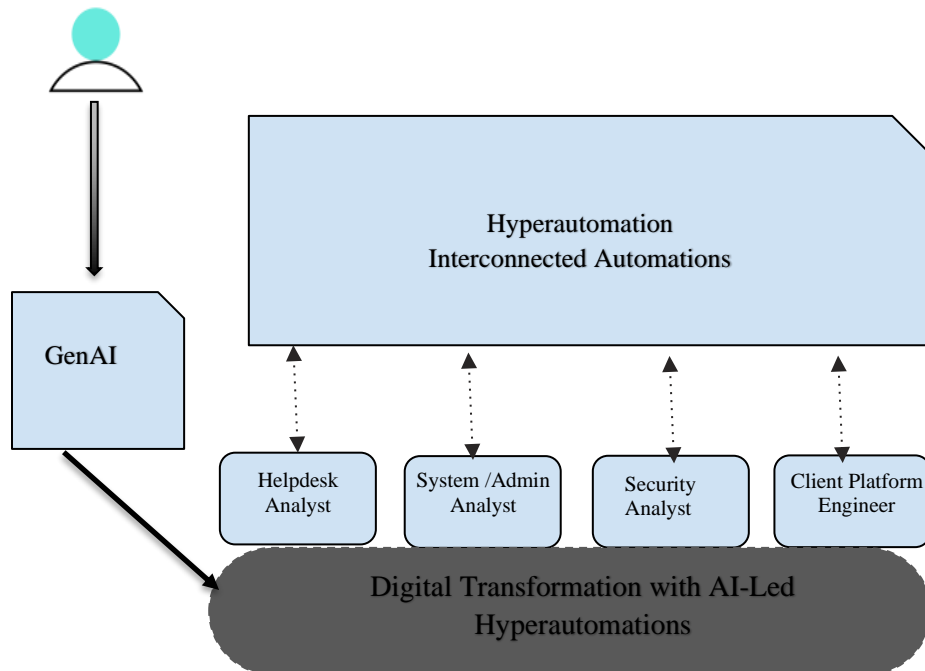 Hyperautomation
Interconnected Automations
GenAI
Helpdesk
Analyst
System /Admin
Analyst
Security
Analyst
Client Platform
Engineer
Digital Transformation with AI-Led
Hyperautomations